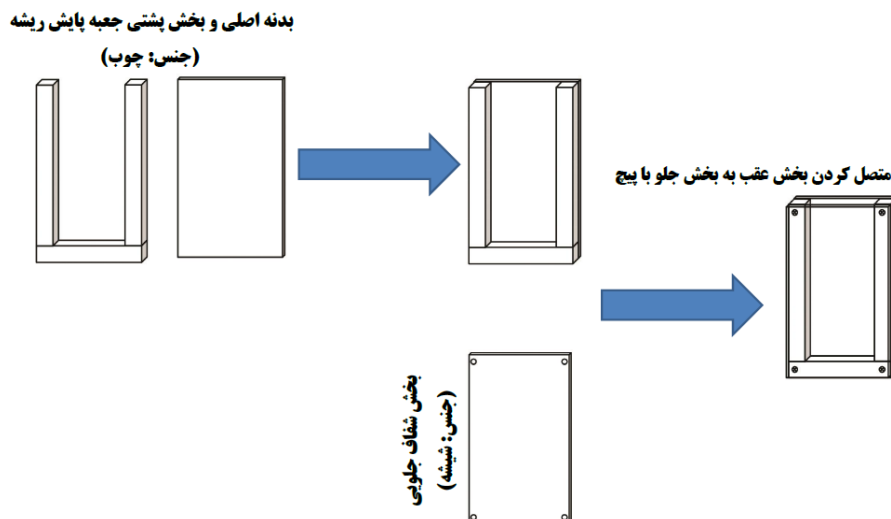 بدنه اصلی و بخش پشتی جعبه پایش ریشه
(جنس: چوب)
متصل کردن بخش عقب به بخش جلو با پیچ
بخش شفاف جلویی
(جنس: شیشه)